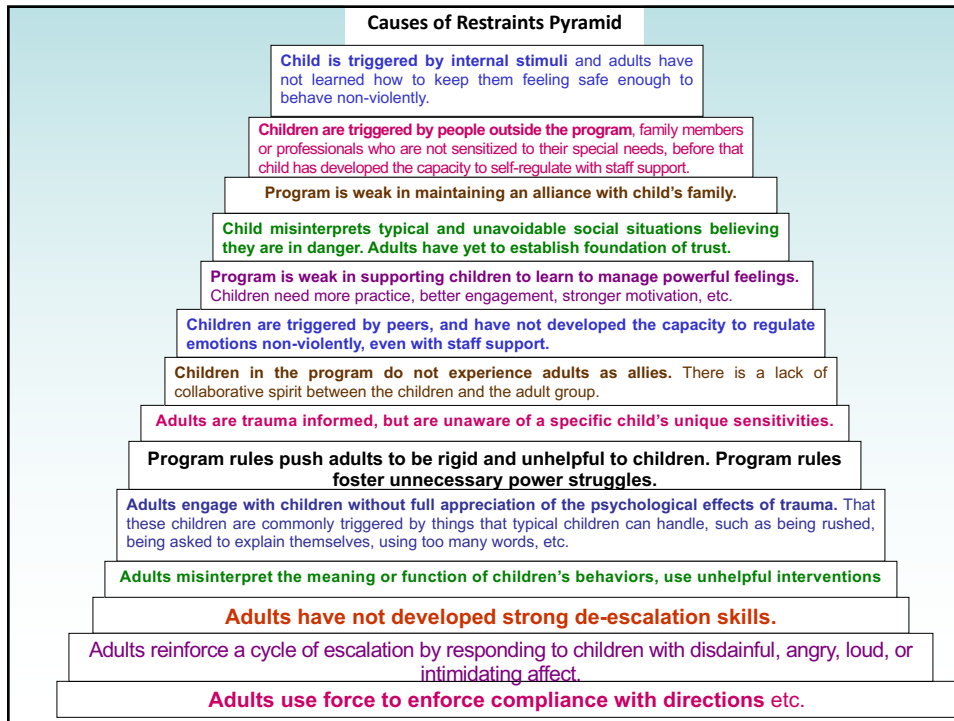 Causes of Restraints Pyramid
Child is triggered by internal stimuli and adults have
not learned how to keep them feeling safe enough to
behave non-violently.
Children are triggered by people outside the program, family members
or professionals who are not sensitized to their special needs, before that
child has developed the capacity to self-regulate with staff support.
Program is weak in maintaining an alliance with child's family.
Child misinterprets typical and unavoidable social situations believing
they are in danger. Adults have yet to establish foundation of trust.
Program is weak in supporting children to learn to manage powerful feelings.
Children need more practice, better engagement, stronger motivation, etc.
Children are triggered by peers, and have not developed the capacity to regulate
emotions non-violently, even with staff support.
Children in the program do not experience adults as allies. There is a lack of
collaborative spirit between the children and the adult group.
Adults are trauma informed, but are unaware of a specific child's unique sensitivities.
Program rules push adults to be rigid and unhelpful to children. Program rules
foster unnecessary power struggles.
Adults engage with children without full appreciation of the psychological effects of trauma. That
these children are commonly triggered by things that typical children can handle, such as being rushed,
being asked to explain themselves, using too many words, etc.
Adults misinterpret the meaning or function of children's behaviors, use unhelpful interventions
Adults have not developed strong de-escalation skills.
Adults reinforce a cycle of escalation by responding to children with disdainful, angry, loud, or
intimidating affect.
Adults use force to enforce compliance with directions etc.